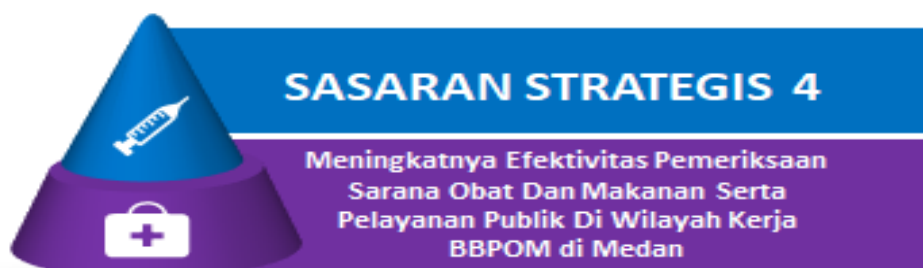 SASARAN STRATEGIS 4
Meningkatnya Efektivitas Pemeriksaan
Sarana Obat Dan Makanan Serta
Pelayanan Publik Di Wilayah Kerja
BBPOM di Medan